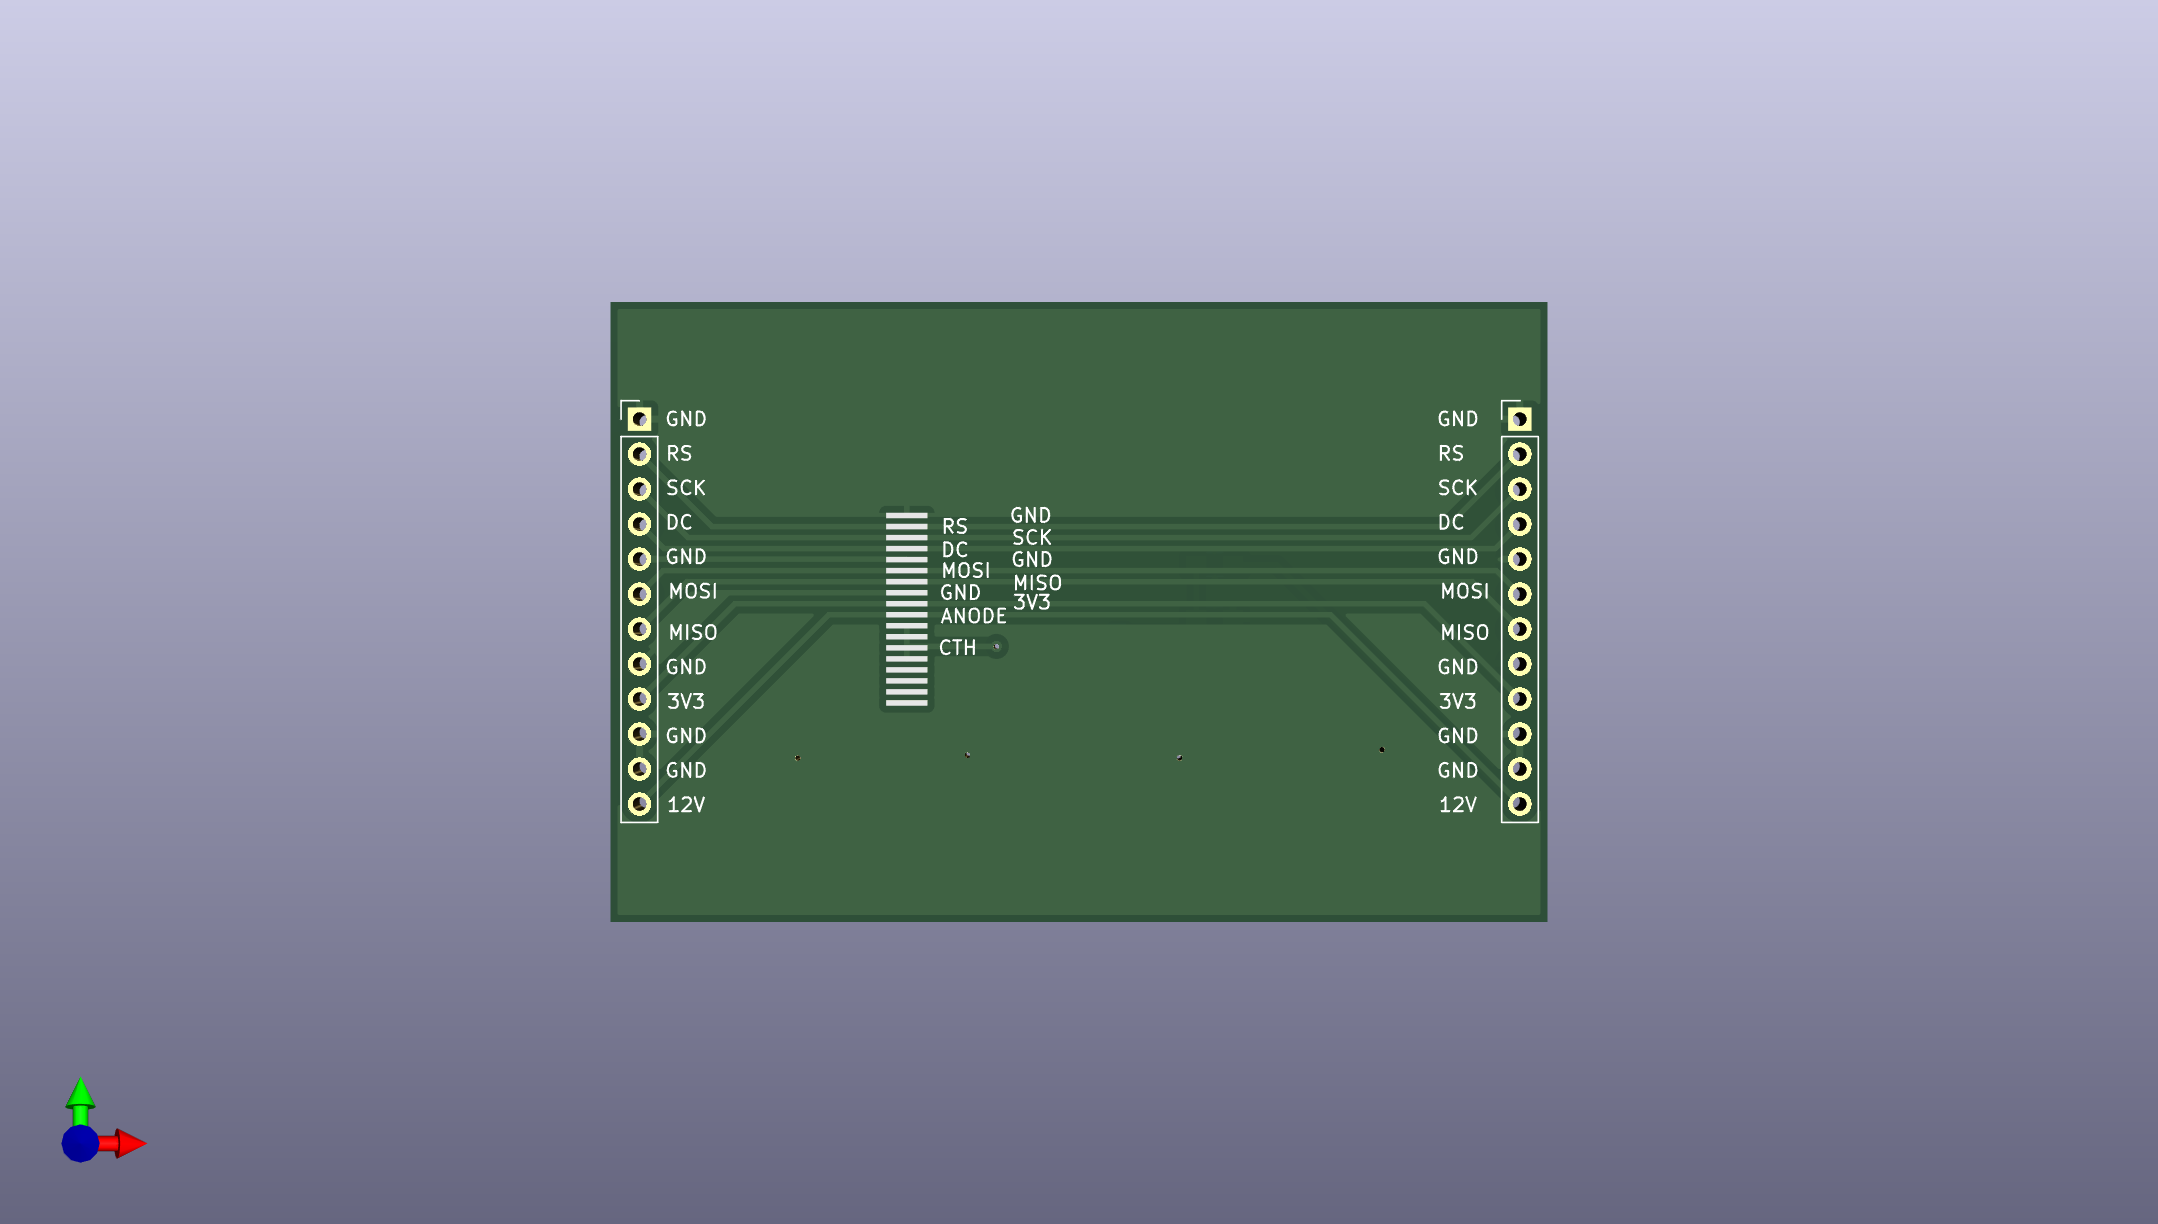 GND
RS
SCK
DC
GND
MOSI
MISO
GND
3V3
GND
GND
12V
GND
RS
SCK
DC
GND
MOSI
MISO
GND
3V3
ANODE
CTH
GND
RS
SCK
DC
GND
MOSI
MISO
GND
3V3
GND
GND
12V